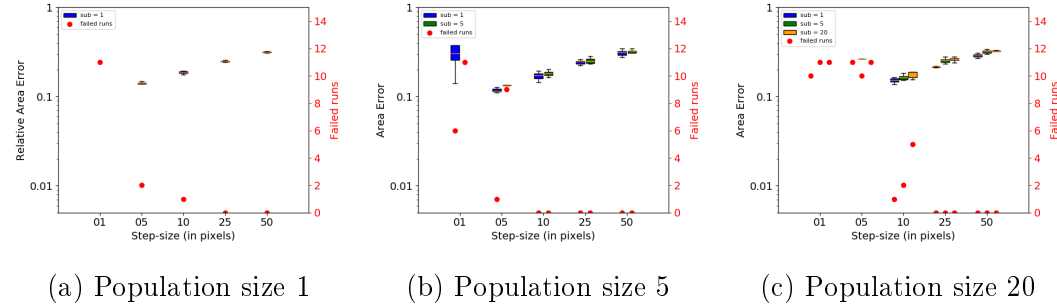 sub = 1
failed runs
1
0.1
0.01
Relative Area Error
14
12
10
8
6
4
2
0
Failed runs
01 05 10 25 50
Step-size (in pixels)
(a) Population size 1
sub = 1
sub = 5
failed runs
1
0.1
0.01
Area Error
14
12
10
8
6
4
2
0
Failed runs
01 05 10 25 50
Step-size (in pixels)
(b) Population size 5
sub = 1
sub = 5
sub = 20
failed runs
1
0.1
0.01
Area Error
14
12
10
8
6
4
2
0
Failed runs
01 05 10 25 50
Step-size (in pixels)
(c) Population size 20